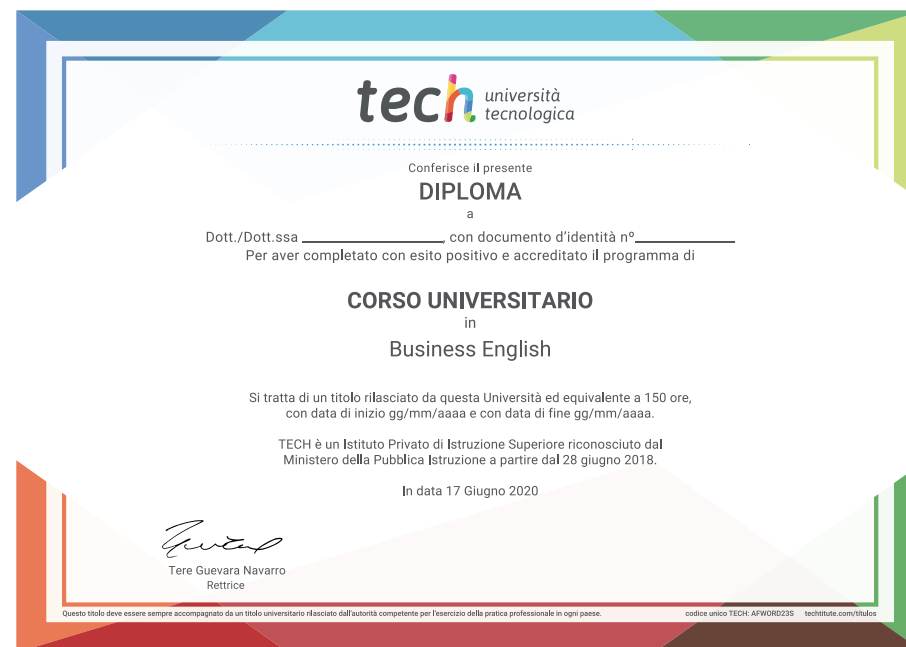 tech università
tecnologica
Conferisce il presente
DIPLOMA
a
Dott./Dott.ssa ____________________, con documento d'identità nº______________
Per aver completato con esito positivo e accreditato il programma di
CORSO UNIVERSITARIO
in
Business English
Si tratta di un titolo rilasciato da questa Università ed equivalente a 150 ore,
con data di inizio gg/mm/aaaa e con data di fine gg/mm/aaaa.
TECH è un Istituto Privato di Istruzione Superiore riconosciuto dal
Ministero della Pubblica Istruzione a partire dal 28 giugno 2018.
In data 17 Giugno 2020
Tere Guevara Navarro
Rettrice
Questo titolo deve essere sempre accompagnato da un titolo universitario rilasciato dall'autorità competente per l'esercizio della pratica professionale in ogni paese. codice unico TECH: AFWORD23S techtitute.com/titulos